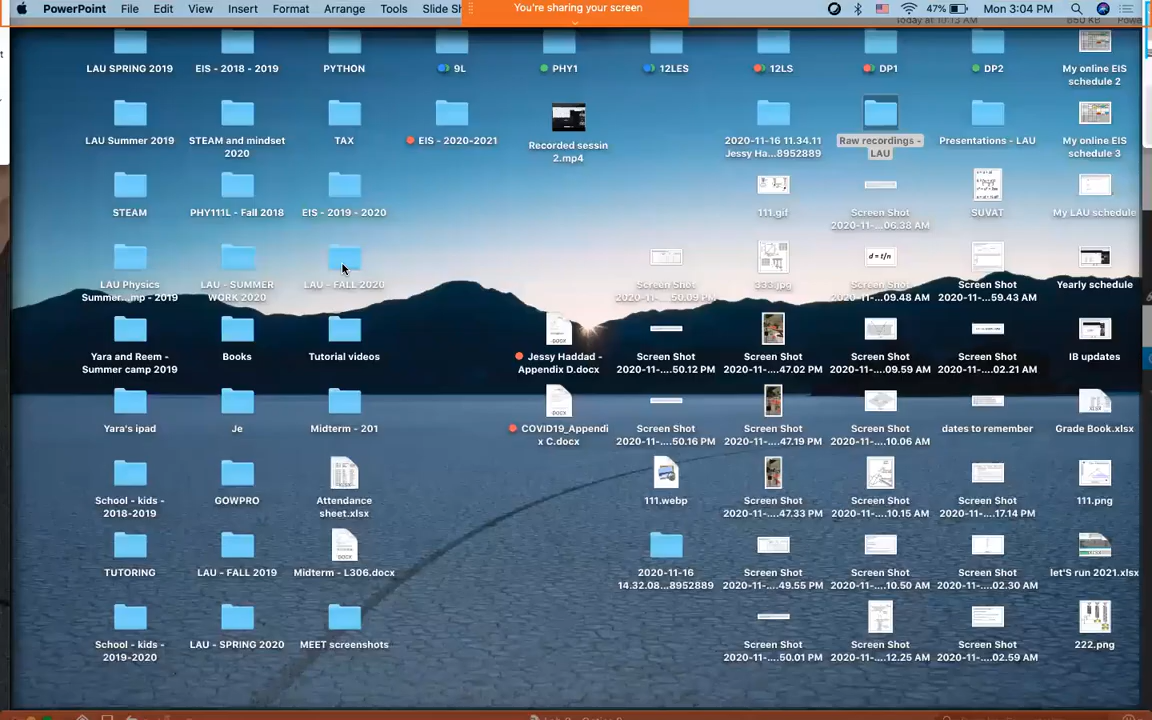 PowerPoint File Edit View Insert Format Arrange Tools Slide Sh
You're sharing your screen
47% Mon 3:04 PM
Today at 10:13 AM
LAU SPRING 2019 EIS - 2018 - 2019 PYTHON 9L PHY1 12LES 12LS DP1 DP2 My online EIS
schedule 2
LAU Summer 2019 STEAM and mindset
2020 TAX EIS - 2020-2021 Recorded sessin
2.mp4 2020-11-16 11.34.11
Jessy Ha...8952889 Raw recordings -
LAU Presentations - LAU My online EIS
schedule 3
STEAM PHY111L - Fall 2018 EIS - 2019 - 2020 111.gif Screen Shot
2020-11-....06.38 AM SUVAT My LAU schedule
LAU Physics
Summer...mp - 2019 LAU - SUMMER
WORK 2020 LAU - FALL 2020 Screen Shot
2020-11-....50.09 PM 333.jpg d = t/n
Screen Shot
2020-11-....09.48 AM Screen Shot
2020-11-....59.43 AM Yearly schedule
Yara and Reem -
Summer camp 2019 Books Tutorial videos DOCX
Jessy Haddad -
Appendix D.docx Screen Shot
2020-11-....50.12 PM Screen Shot
2020-11-....47.02 PM Screen Shot
2020-11-....09.59 AM Screen Shot
2020-11-....02.21 AM IB updates
Yara's ipad Je Midterm - 201 DOCX
COVID19_Appendi
x C.docx Screen Shot
2020-11-....50.16 PM Screen Shot
2020-11-....47.19 PM Screen Shot
2020-11-....10.06 AM dates to remember Grade Book.xlsx
School - kids -
2018-2019 GOWPRO Attendance
sheet.xlsx 111.webp Screen Shot
2020-11-....47.33 PM Screen Shot
2020-11-....10.15 AM Screen Shot
2020-11-....17.14 PM 111.png
TUTORING LAU - FALL 2019 DOCX
Midterm - L306.docx 2020-11-16
14.32.08...8952889 Screen Shot
2020-11-....49.55 PM Screen Shot
2020-11-....10.50 AM Screen Shot
2020-11-....02.30 AM let'S run 2021.xlsx
School - kids -
2019-2020 LAU - SPRING 2020 MEET screenshots Screen Shot
2020-11-....50.01 PM Screen Shot
2020-11-....12.25 AM Screen Shot
2020-11-....02.59 AM 222.png